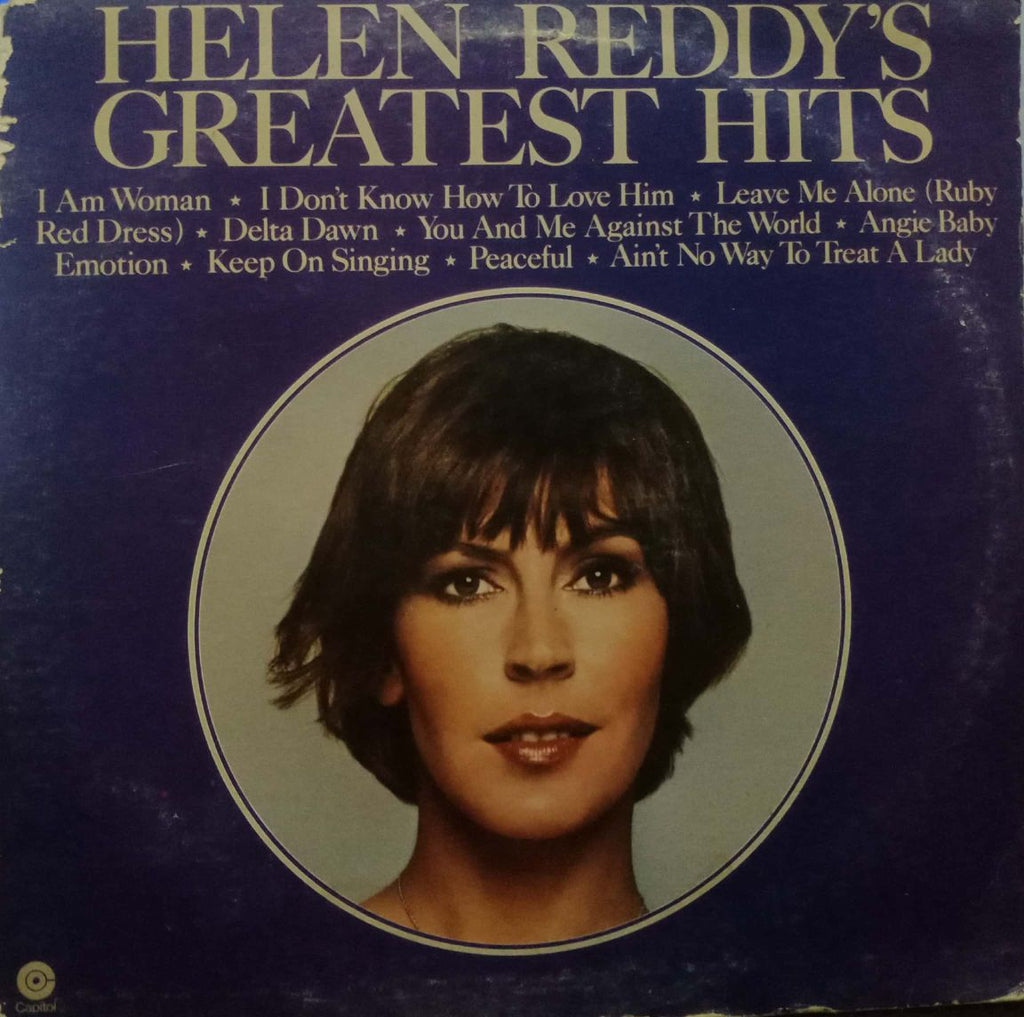 HELEN REDDY'S
GREATEST HITS
I Am Woman ★ I Don't Know How To Love Him ★ Leave Me Alone (Ruby
Red Dress) ★ Delta Dawn ★ You And Me Against The World ★ Angie Baby
Emotion ★ Keep On Singing ★ Peaceful ★ Ain't No Way To Treat A Lady
Capitol